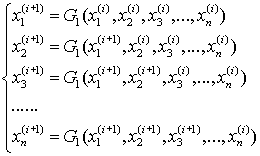 x_1^{(i+1)} = G_1(x_1^{(i)}, x_2^{(i)}, x_3^{(i)}, ..., x_n^{(i)})
x_2^{(i+1)} = G_1(x_1^{(i+1)}, x_2^{(i)}, x_3^{(i)}, ..., x_n^{(i)})
x_3^{(i+1)} = G_1(x_1^{(i+1)}, x_2^{(i+1)}, x_3^{(i)}, ..., x_n^{(i)})
......
x_n^{(i+1)} = G_1(x_1^{(i+1)}, x_2^{(i+1)}, x_3^{(i+1)}, ..., x_n^{(i)})